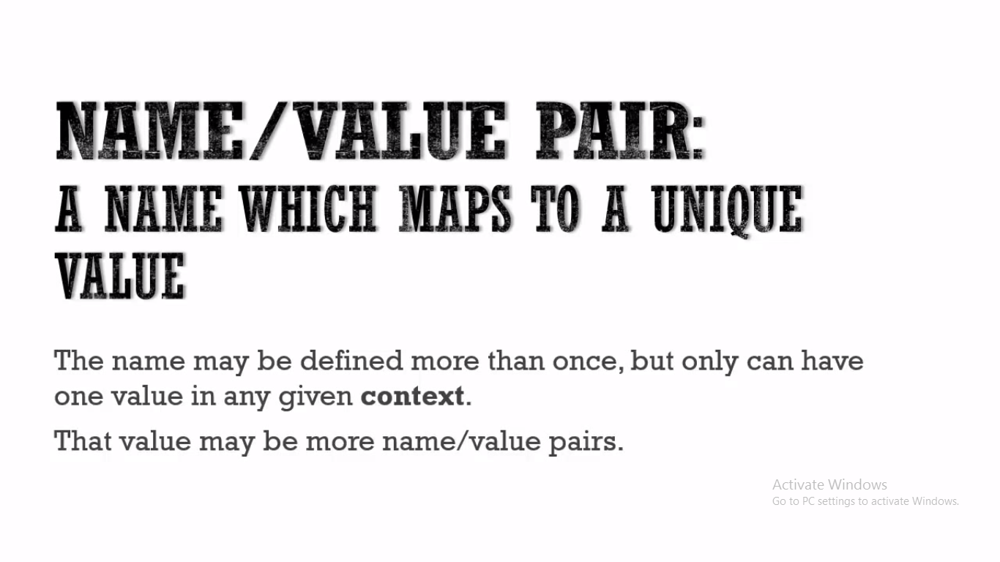 NAME/VALUE PAIR:
A NAME WHICH MAPS TO A UNIQUE
VALUE
The name may be defined more than once, but only can have
one value in any given context.
That value may be more name/value pairs.
Activate Windows
Go to PC settings to activate Windows.